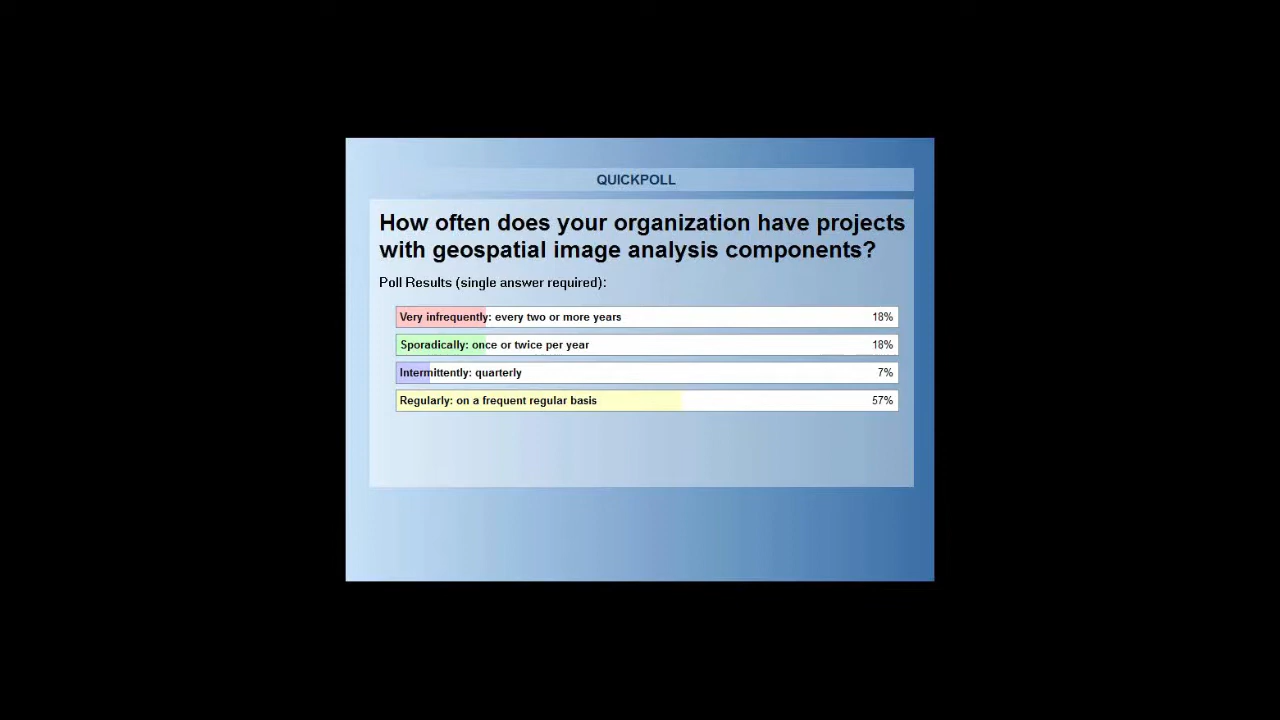 QUICKPOLL
How often does your organization have projects
with geospatial image analysis components?
Poll Results (single answer required):
Very infrequently: every two or more years 18%
Sporadically: once or twice per year 18%
Intermittently: quarterly 7%
Regularly: on a frequent regular basis 57%